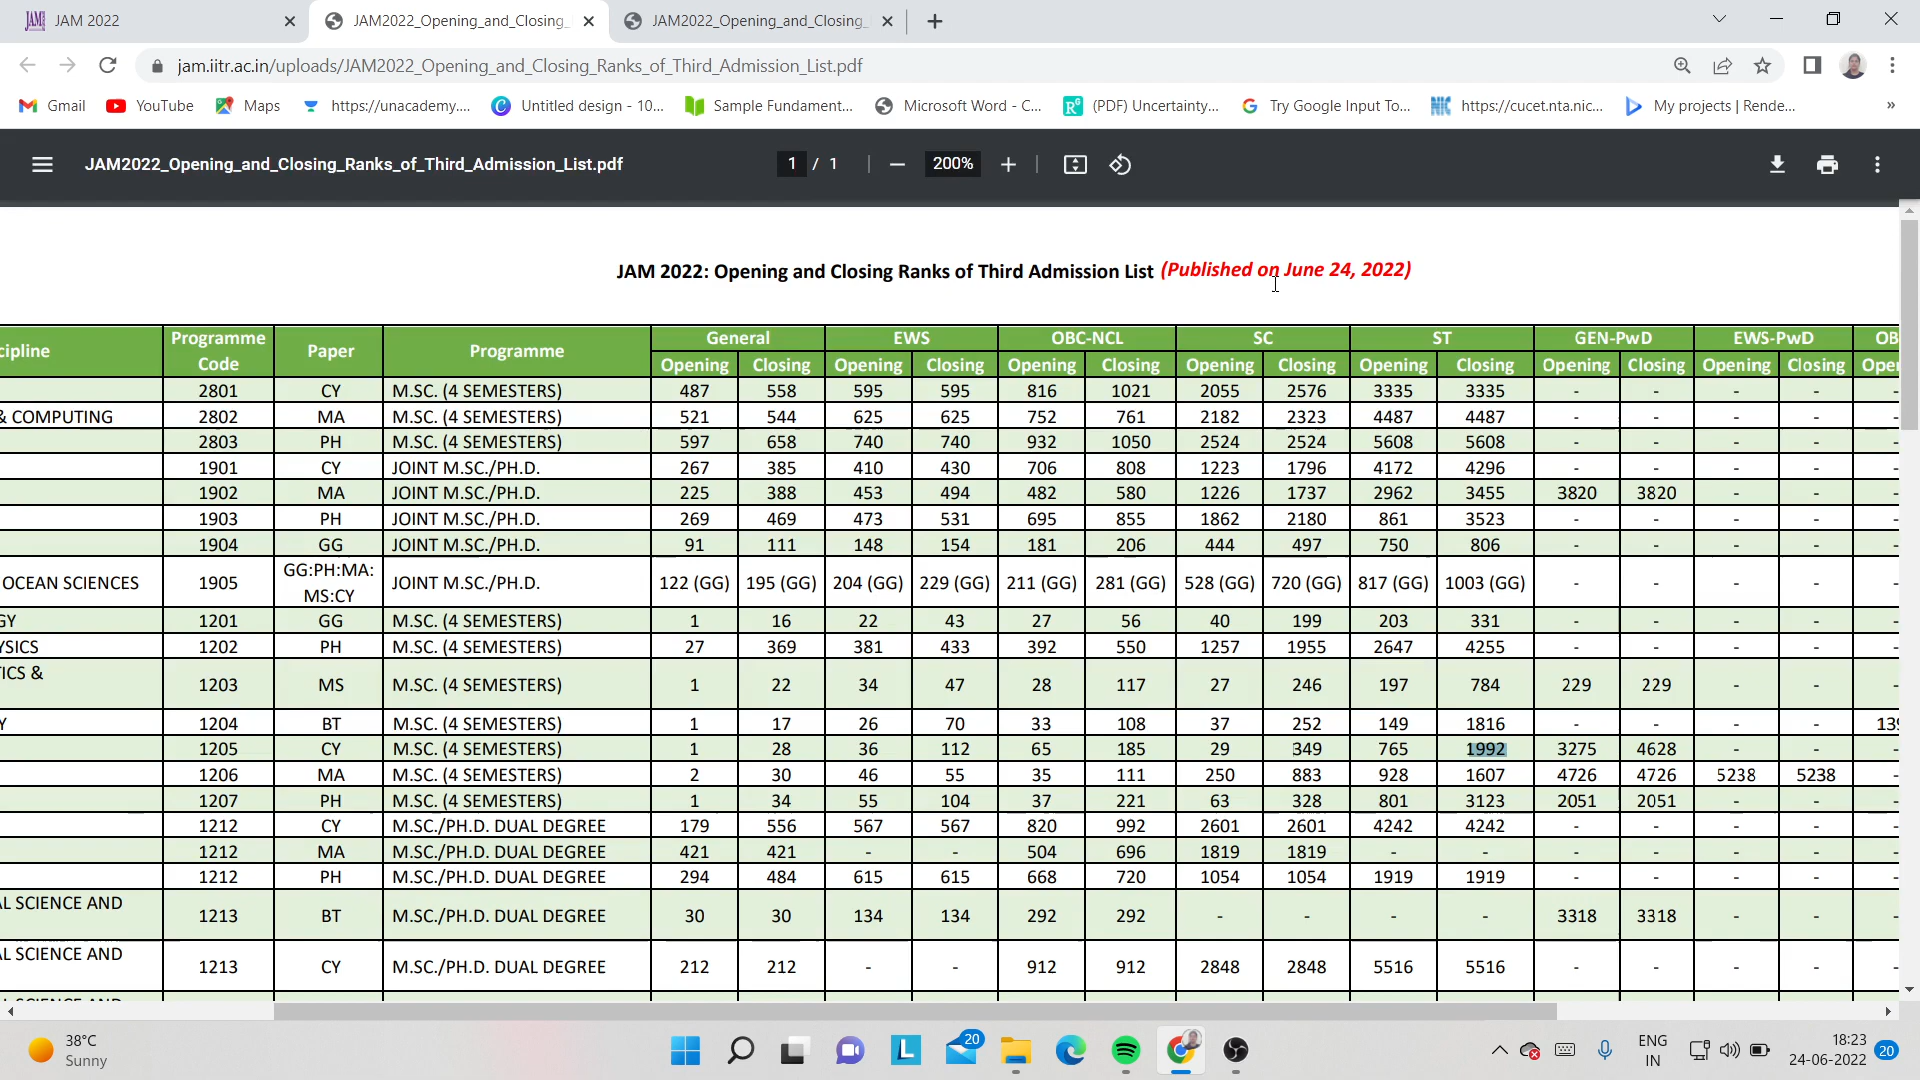 JAM 2022
JAM2022_Opening_and_Closing_
JAM2022_Opening_and_Closing_
jam.iitr.ac.in/uploads/JAM2022_Opening_and_Closing_Ranks_of_Third_Admission_List.pdf
Gmail YouTube Maps https://unacademy.... Untitled design - 10... Sample Fundament... Microsoft Word - C... (PDF) Uncertainty... Try Google Input To... https://cucet.nta.nic... My projects | Rende... »
JAM2022_Opening_and_Closing_Ranks_of_Third_Admission_List.pdf 1 / 1 200%
JAM 2022: Opening and Closing Ranks of Third Admission List (Published on June 24, 2022)
cipline Programme Code Paper Programme General EWS OBC-NCL SC ST GEN-PwD EWS-PwD OB
Opening Closing Opening Closing Opening Closing Opening Closing Opening Closing Opening Closing Opening Closing Oper
2801 CY M.SC. (4 SEMESTERS) 487 558 595 595 816 1021 2055 2576 3335 3335 - - - - -
& COMPUTING 2802 MA M.SC. (4 SEMESTERS) 521 544 625 625 752 761 2182 2323 4487 4487 - - - - -
2803 PH M.SC. (4 SEMESTERS) 597 658 740 740 932 1050 2524 2524 5608 5608 - - - - -
1901 CY JOINT M.SC./PH.D. 267 385 410 430 706 808 1223 1796 4172 4296 - - - - -
1902 MA JOINT M.SC./PH.D. 225 388 453 494 482 580 1226 1737 2962 3455 3820 3820 - - -
1903 PH JOINT M.SC./PH.D. 269 469 473 531 695 855 1862 2180 861 3523 - - - - -
1904 GG JOINT M.SC./PH.D. 91 111 148 154 181 206 444 497 750 806 - - - - -
OCEAN SCIENCES 1905 GG:PH:MA: MS:CY JOINT M.SC./PH.D. 122 (GG) 195 (GG) 204 (GG) 229 (GG) 211 (GG) 281 (GG) 528 (GG) 720 (GG) 817 (GG) 1003 (GG) - - - - -
GY 1201 GG M.SC. (4 SEMESTERS) 1 16 22 43 27 56 40 199 203 331 - - - - -
YSICS 1202 PH M.SC. (4 SEMESTERS) 27 369 381 433 392 550 1257 1955 2647 4255 - - - - -
ICS & 1203 MS M.SC. (4 SEMESTERS) 1 22 34 47 28 117 27 246 197 784 229 229 - - -
Y 1204 BT M.SC. (4 SEMESTERS) 1 17 26 70 33 108 37 252 149 1816 - - - - 139
1205 CY M.SC. (4 SEMESTERS) 1 28 36 112 65 185 29 349 765 1992 3275 4628 - - -
1206 MA M.SC. (4 SEMESTERS) 2 30 46 55 35 111 250 883 928 1607 4726 4726 5238 5238 -
1207 PH M.SC. (4 SEMESTERS) 1 34 55 104 37 221 63 328 801 3123 2051 2051 - - -
1212 CY M.SC./PH.D. DUAL DEGREE 179 556 567 567 820 992 2601 2601 4242 4242 - - - - -
1212 MA M.SC./PH.D. DUAL DEGREE 421 421 - - 504 696 1819 1819 - - - - - - -
1212 PH M.SC./PH.D. DUAL DEGREE 294 484 615 615 668 720 1054 1054 1919 1919 - - - - -
AL SCIENCE AND 1213 BT M.SC./PH.D. DUAL DEGREE 30 30 134 134 292 292 - - - - 3318 3318 - - -
AL SCIENCE AND 1213 CY M.SC./PH.D. DUAL DEGREE 212 212 - - 912 912 2848 2848 5516 5516 - - - - -
38°C
Sunny
20
ENG
IN
18:23
24-06-2022
20